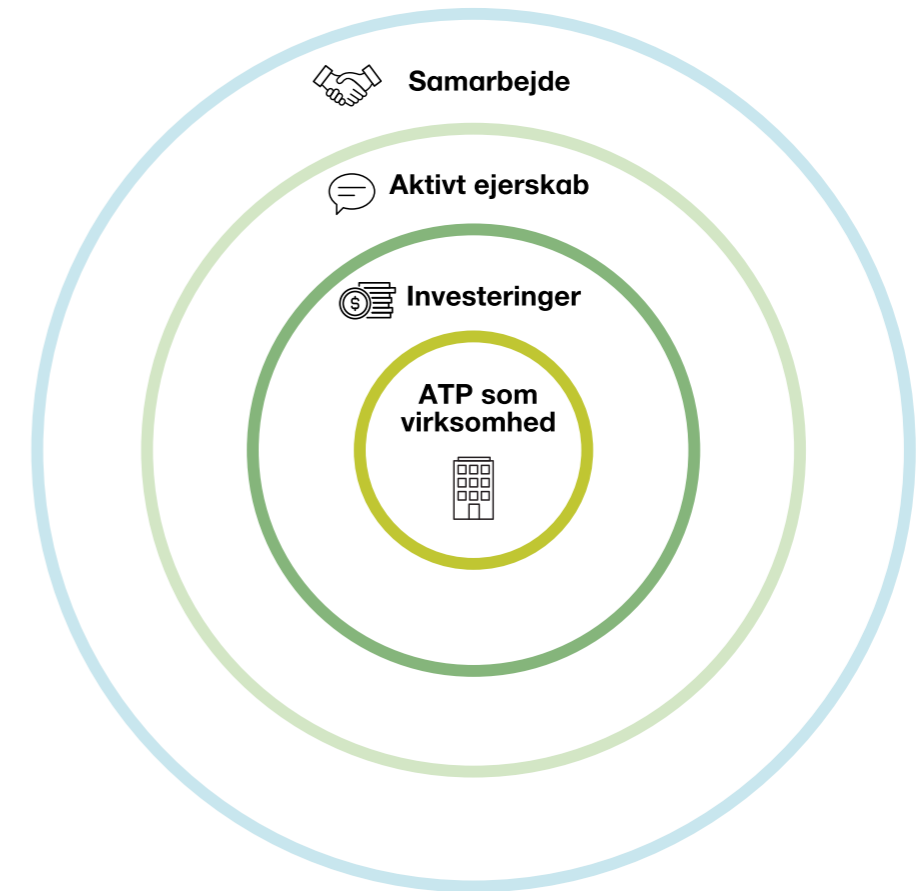 Samarbejde
Aktivt ejerskab
$ Investeringer
ATP som
virksomhed